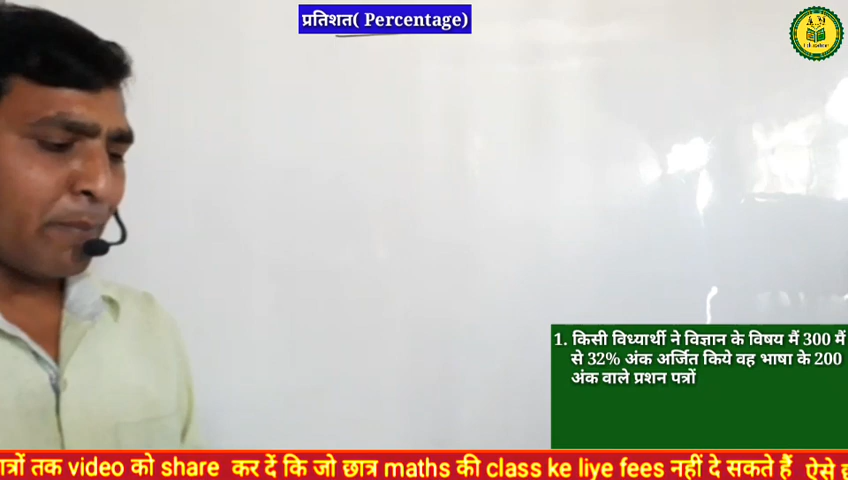 प्रतिशत( Percentage)
1. किसी विध्यार्थी ने विज्ञान के विषय मैं 300 मैं
से 32% अंक अर्जित किये वह भाषा के 200
अंक वाले प्रशन पत्रों
त्रों तक video को share कर दें कि जो छात्र maths की class ke liye fees नहीं दे सकते हैं ऐसे